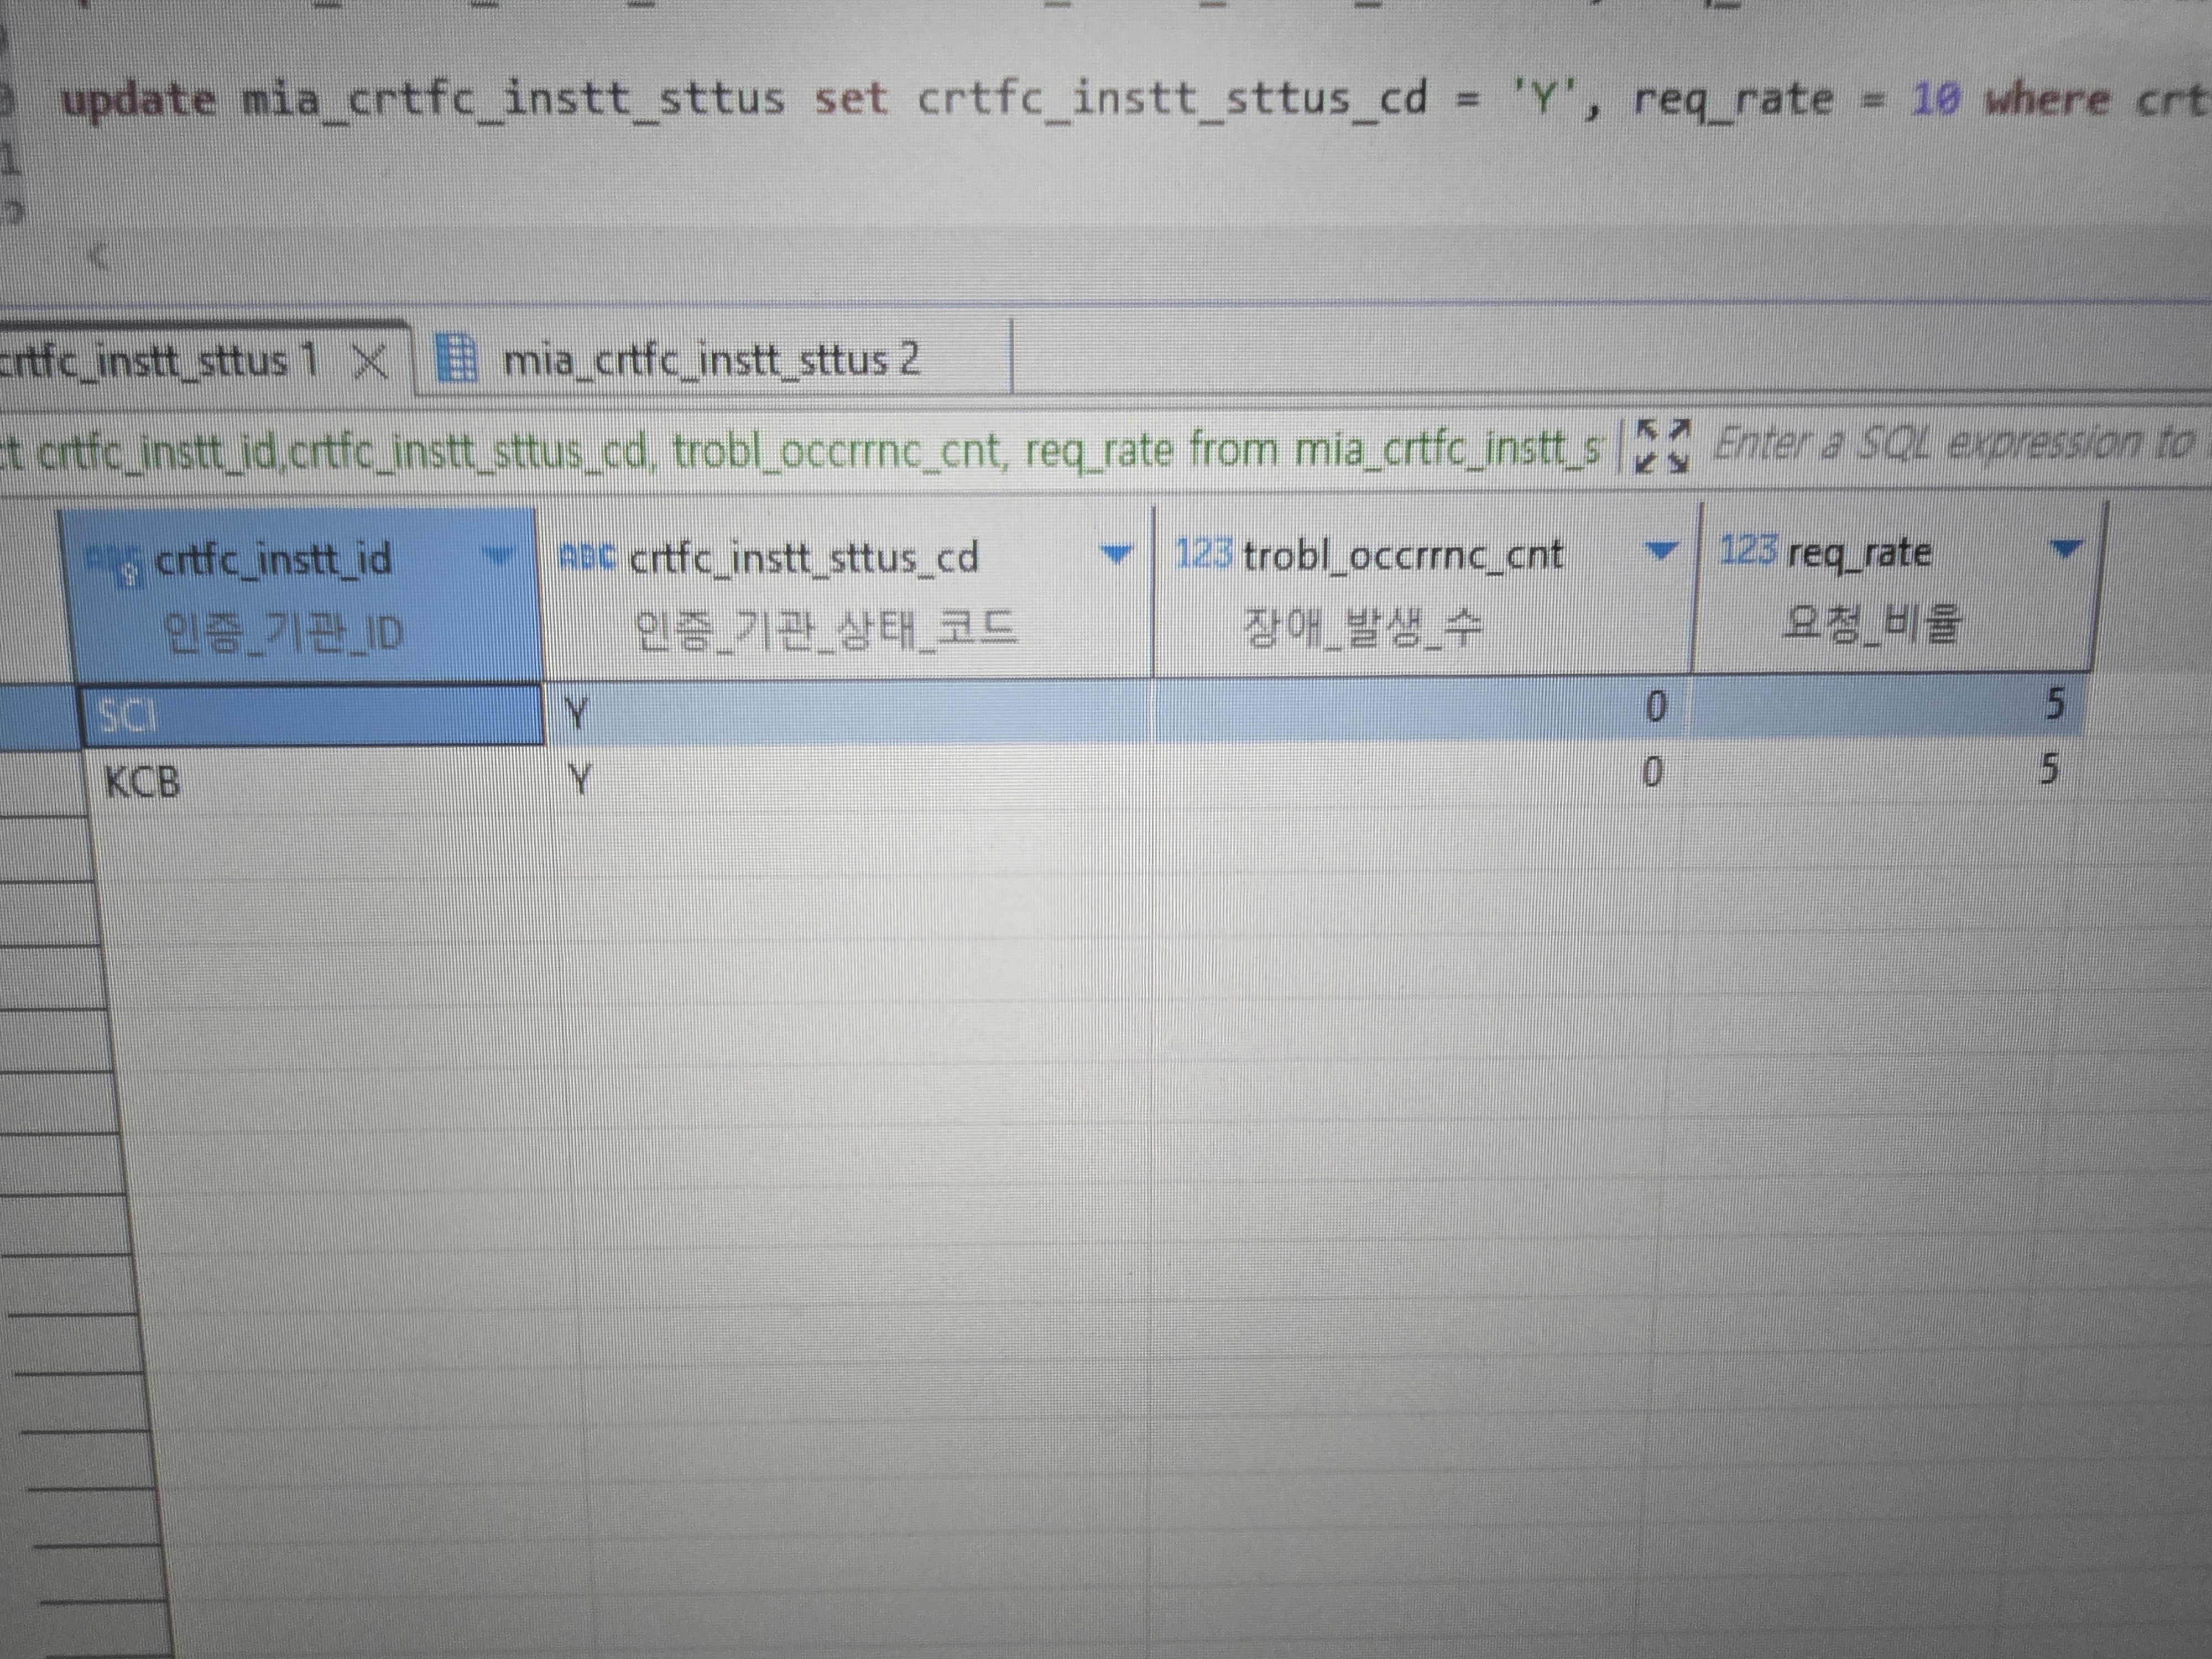 update mia_crtfc_instt_sttus set crtfc_instt_sttus_cd = 'Y', req_rate = 10 where crt
1
2
crtfc_instt_sttus 1 mia_crtfc_instt_sttus 2
t crtfc_instt_id,crtfc_instt_sttus_cd, trobl_occrrnc_cnt, req_rate from mia_crtfc_instt_s Enter a SQL expression to
ABC crtfc_instt_id ABC crtfc_instt_sttus_cd 123 trobl_occrrnc_cnt 123 req_rate
인증_기관_ID 인증_기관_상태_코드 장애_발생_수 요청_비율
SCI Y 0 5
KCB Y 0 5